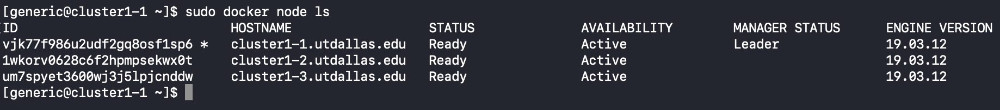 [generic@cluster1-1 ~]$ sudo docker node ls
ID HOSTNAME STATUS AVAILABILITY MANAGER STATUS ENGINE VERSION
vjk77f986u2udf2gq8osf1sp6 * cluster1-1.utdallas.edu Ready Active Leader 19.03.12
1wkorv0628c6f2hpmpsekwx0t cluster1-2.utdallas.edu Ready Active 19.03.12
um7spyet3600wj3j5lpjcnddw cluster1-3.utdallas.edu Ready Active 19.03.12
[generic@cluster1-1 ~]$